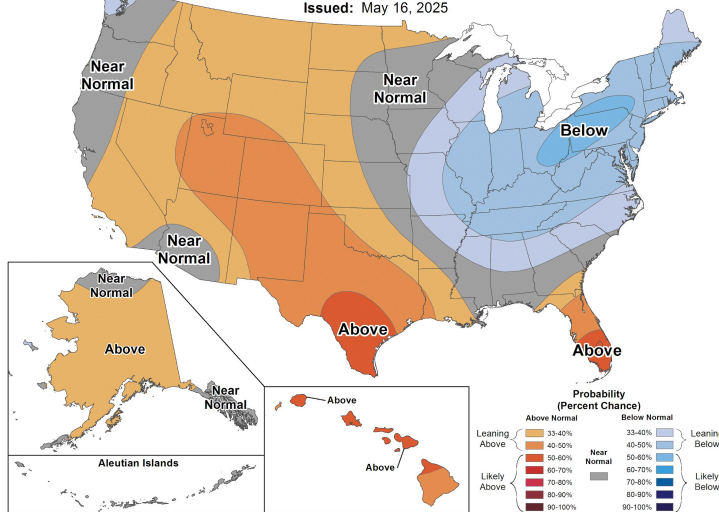 Issued: May 16, 2025
Near
Normal
Near
Normal
Below
Near
Normal
Near
Normal
Above
Above
Above
Near
Normal
Above
Above
Aleutian Islands
Probability
(Percent Chance)
Above Normal
Below Normal
Leaning
Above
33-40%
40-50%
Likely
Above
50-60%
60-70%
70-80%
80-90%
90-100%
Near
Normal
33-40%
40-50%
Leaning
Below
50-60%
60-70%
70-80%
80-90%
90-100%
Likely
Below